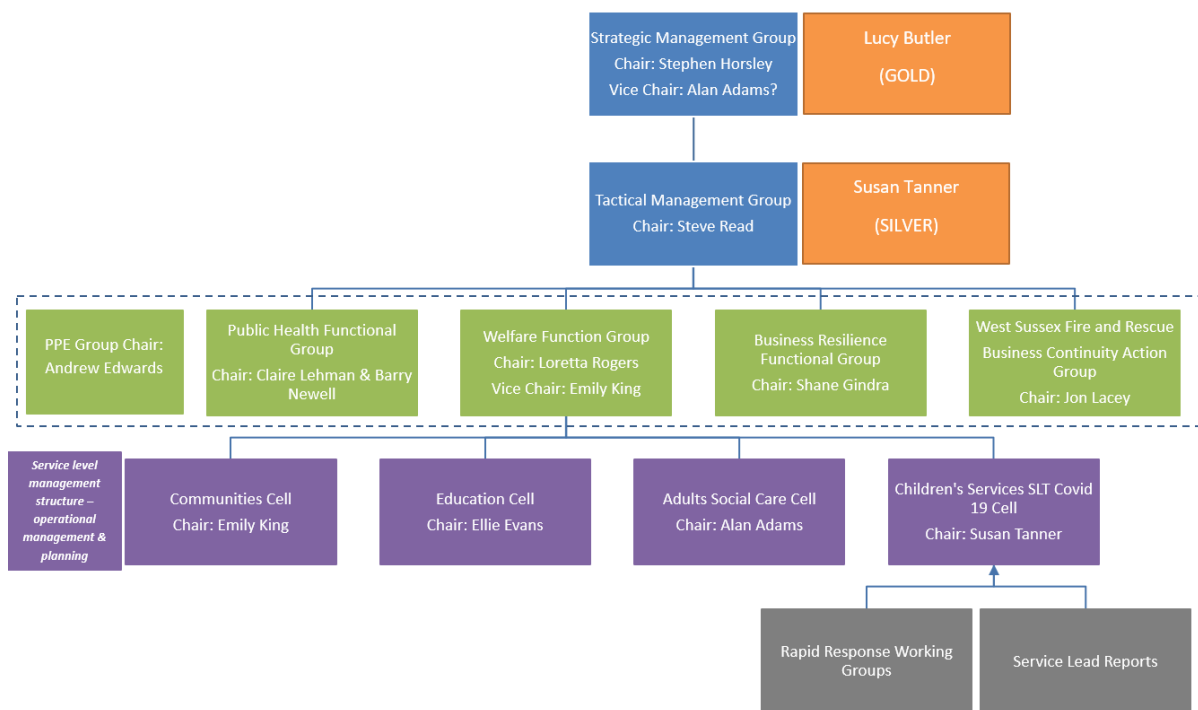 Strategic Management Group
Chair: Stephen Horsley
Vice Chair: Alan Adams?
Lucy Butler
(GOLD)
Tactical Management Group
Chair: Steve Read
Susan Tanner
(SILVER)
PPE Group Chair:
Andrew Edwards
Public Health Functional
Group
Chair: Claire Lehman & Barry
Newell
Welfare Function Group
Chair: Loretta Rogers
Vice Chair: Emily King
Business Resilience
Functional Group
Chair: Shane Gindra
West Sussex Fire and Rescue
Business Continuity Action
Group
Chair: Jon Lacey
Service level
management
structure –
operational
management &
planning
Communities Cell
Chair: Emily King
Education Cell
Chair: Ellie Evans
Adults Social Care Cell
Chair: Alan Adams
Children's Services SLT Covid
19 Cell
Chair: Susan Tanner
Rapid Response Working
Groups
Service Lead Reports